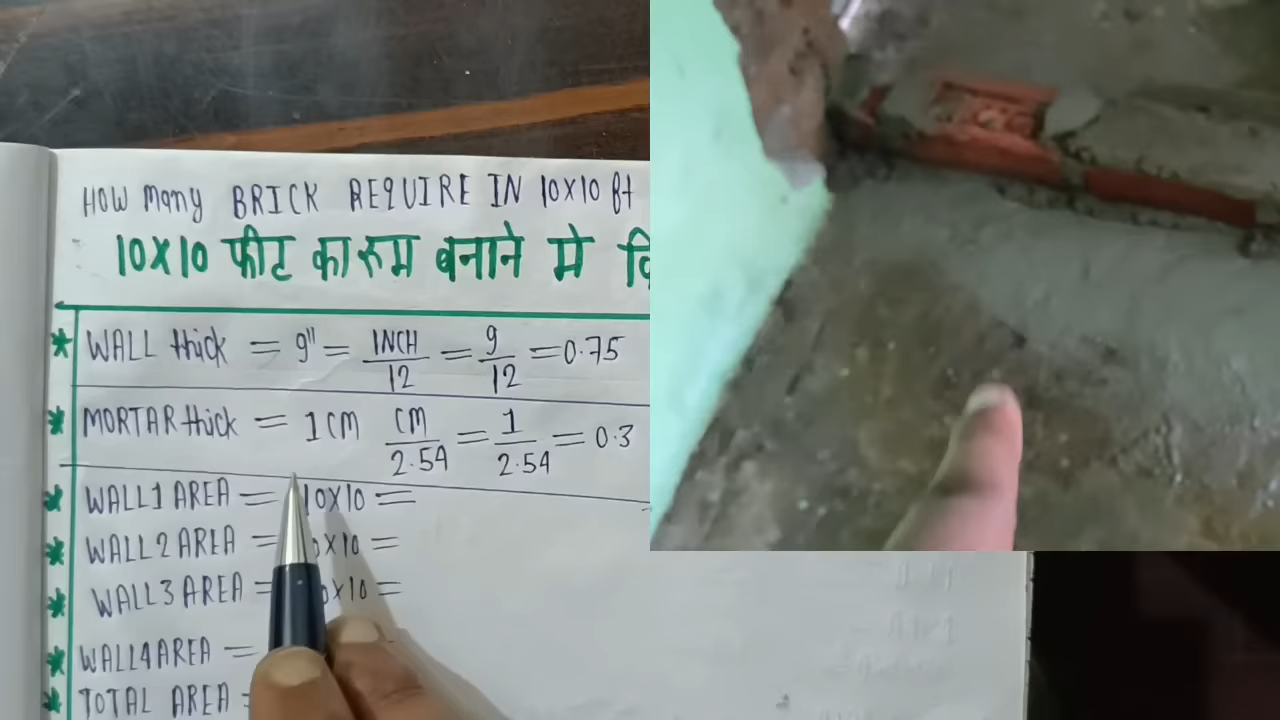 HOW Many BRICK REQUIRE IN 10X10 ft
10X10 फीट का रूम बनाने मे
* WALL thick = 9" = INCH/12 = 9/12 = 0.75
* MORTAR thick = 1 CM CM/2.54 = 1/2.54 = 0.3
* WALL1 AREA = 10X10 =
* WALL2 AREA = 0X10 =
* WALL3 AREA = 0X10 =
* WALL4 AREA =
* TOTAL AREA =